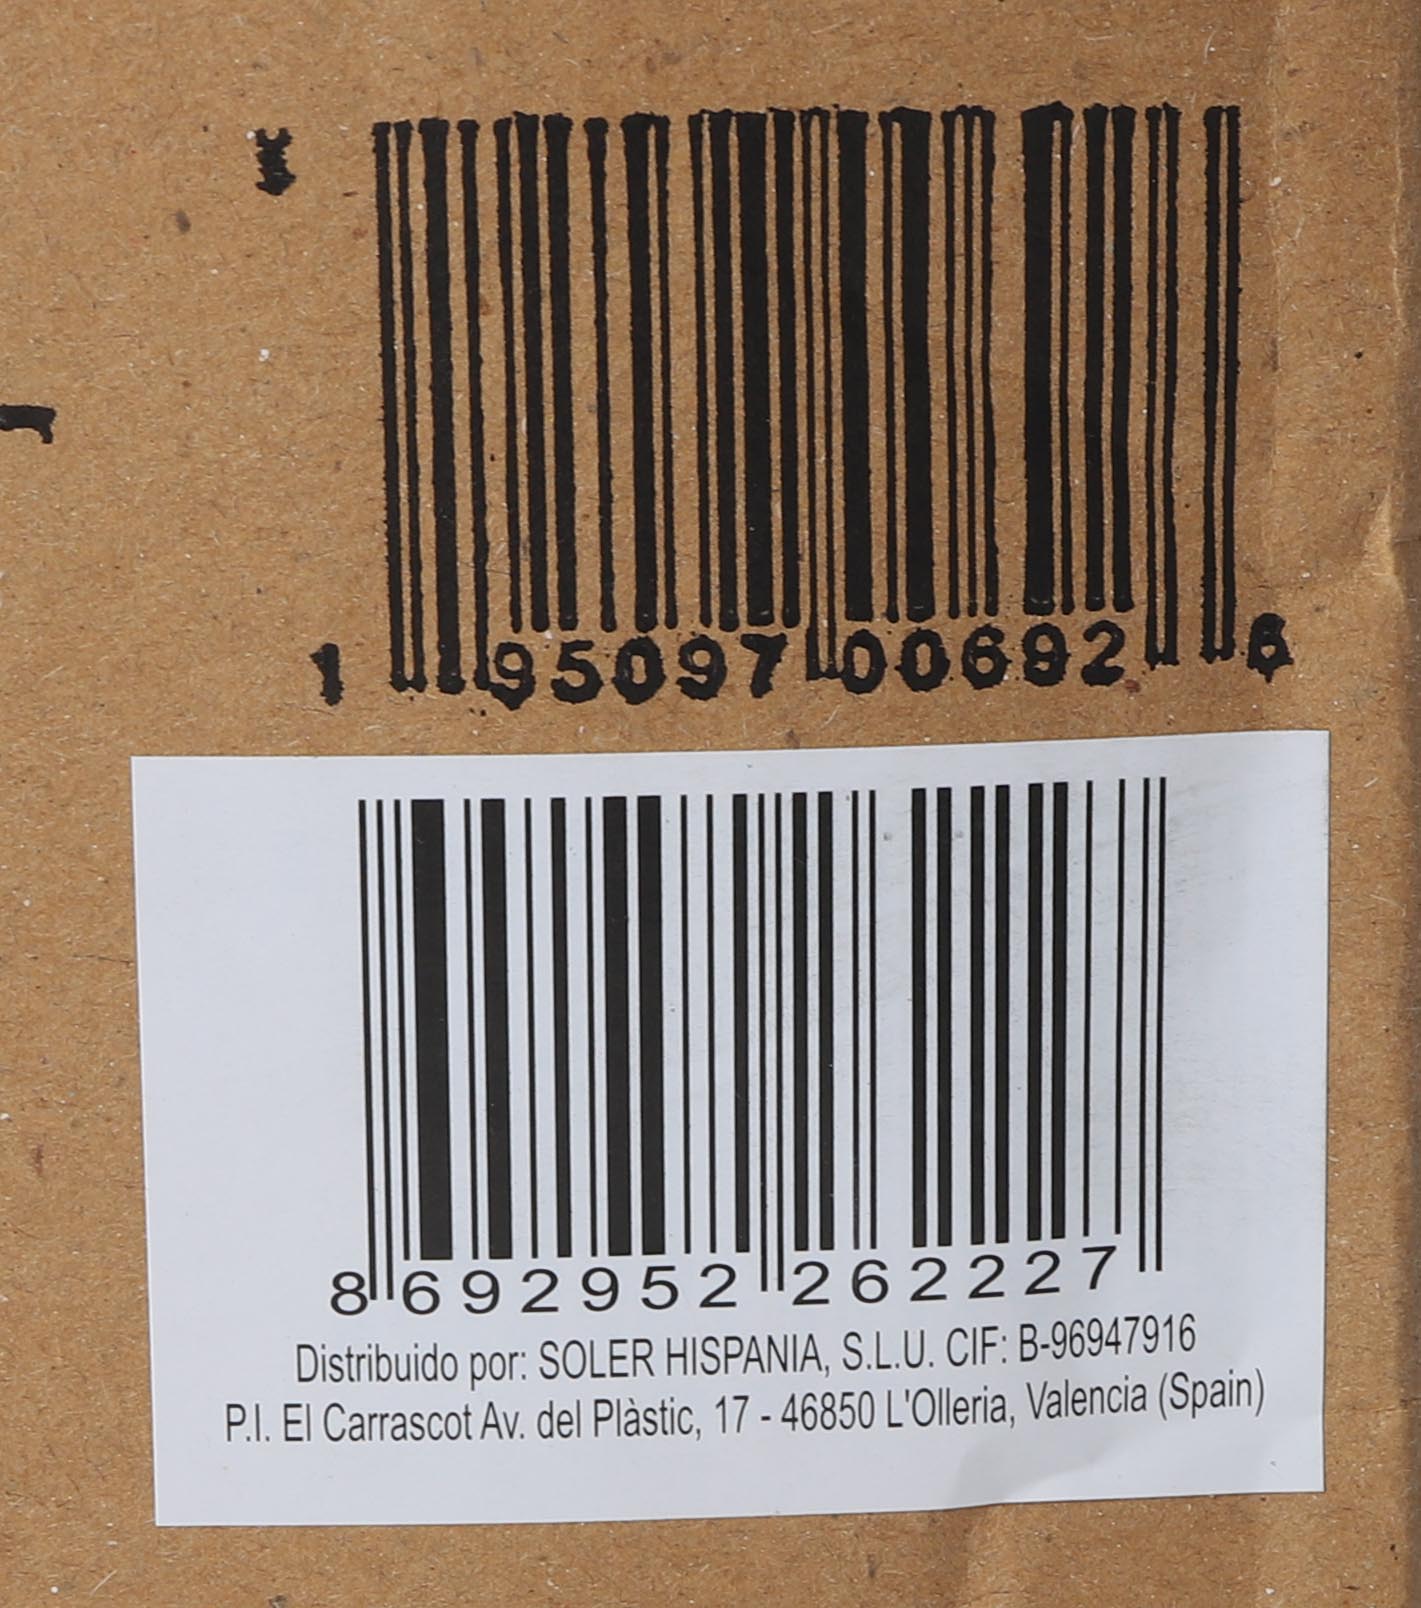 1 95097 00692 6
8 692952 262227
Distribuido por: SOLER HISPANIA, S.L.U. CIF: B-96947916
P.I. El Carrascot Av. del Plàstic, 17 - 46850 L'Olleria, Valencia (Spain)